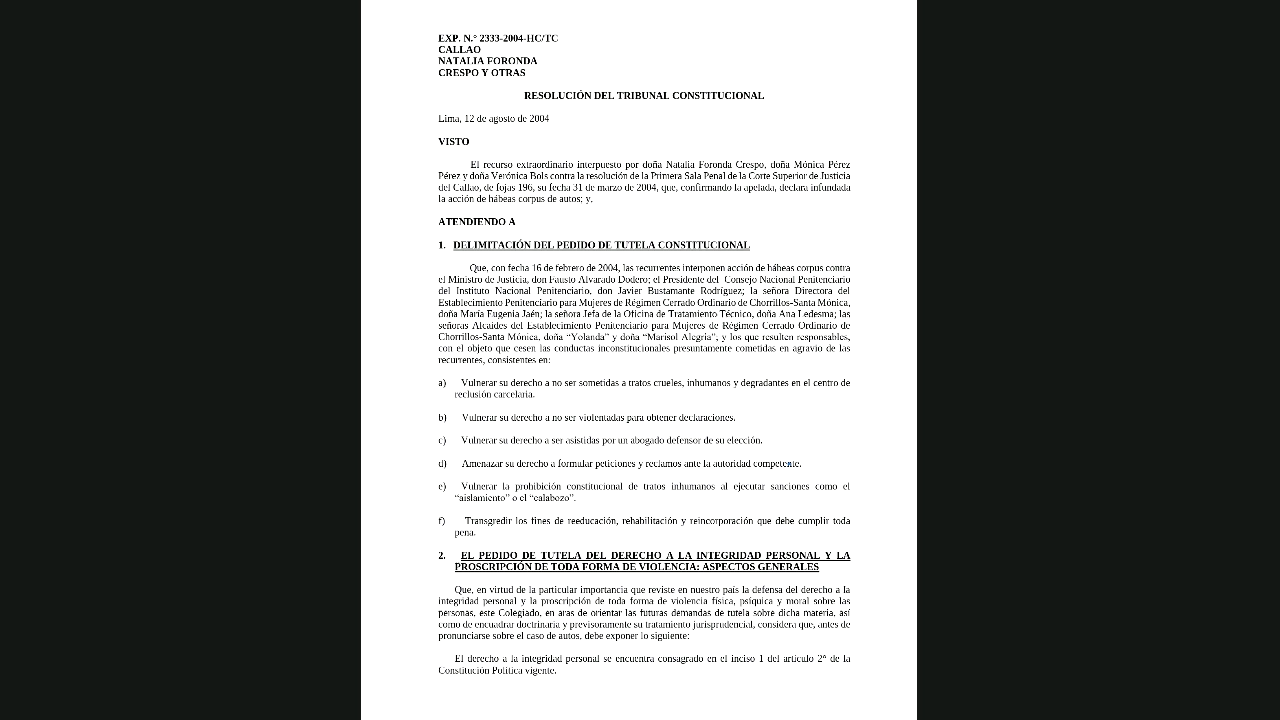 EXP. N.° 2333-2004-HC/TC
CALLAO
NATALIA FORONDA
CRESPO Y OTRAS
RESOLUCIÓN DEL TRIBUNAL CONSTITUCIONAL
Lima, 12 de agosto de 2004
VISTO
El recurso extraordinario interpuesto por doña Natalia Foronda Crespo, doña Mónica Pérez
Pérez y doña Verónica Bols contra la resolución de la Primera Sala Penal de la Corte Superior de Justicia
del Callao, de fojas 196, su fecha 31 de marzo de 2004, que, confirmando la apelada, declara infundada
la acción de hábeas corpus de autos; y,
ATENDIENDO A
1. DELIMITACIÓN DEL PEDIDO DE TUTELA CONSTITUCIONAL
Que, con fecha 16 de febrero de 2004, las recurrentes interponen acción de hábeas corpus contra
el Ministro de Justicia, don Fausto Alvarado Dodero; el Presidente del Consejo Nacional Penitenciario
del Instituto Nacional Penitenciario, don Javier Bustamante Rodríguez; la señora Directora del
Establecimiento Penitenciario para Mujeres de Régimen Cerrado Ordinario de Chorrillos-Santa Mónica,
doña María Eugenia Jaén; la señora Jefa de la Oficina de Tratamiento Técnico, doña Ana Ledesma; las
señoras Alcaides del Establecimiento Penitenciario para Mujeres de Régimen Cerrado Ordinario de
Chorrillos-Santa Mónica, doña “Yolanda” y doña “Marisol Alegría”, y los que resulten responsables,
con el objeto que cesen las conductas inconstitucionales presuntamente cometidas en agravio de las
recurrentes, consistentes en:
a) Vulnerar su derecho a no ser sometidas a tratos crueles, inhumanos y degradantes en el centro de
reclusión carcelaria.
b) Vulnerar su derecho a no ser violentadas para obtener declaraciones.
c) Vulnerar su derecho a ser asistidas por un abogado defensor de su elección.
d) Amenazar su derecho a formular peticiones y reclamos ante la autoridad competente.
e) Vulnerar la prohibición constitucional de tratos inhumanos al ejecutar sanciones como el
“aislamiento” o el “calabozo”.
f) Transgredir los fines de reeducación, rehabilitación y reincorporación que debe cumplir toda
pena.
2. EL PEDIDO DE TUTELA DEL DERECHO A LA INTEGRIDAD PERSONAL Y LA
PROSCRIPCIÓN DE TODA FORMA DE VIOLENCIA: ASPECTOS GENERALES
Que, en virtud de la particular importancia que reviste en nuestro país la defensa del derecho a la
integridad personal y la proscripción de toda forma de violencia física, psíquica y moral sobre las
personas, este Colegiado, en aras de orientar las futuras demandas de tutela sobre dicha materia, así
como de encuadrar doctrinaria y previsoramente su tratamiento jurisprudencial, considera que, antes de
pronunciarse sobre el caso de autos, debe exponer lo siguiente:
El derecho a la integridad personal se encuentra consagrado en el inciso 1 del artículo 2° de la
Constitución Política vigente.